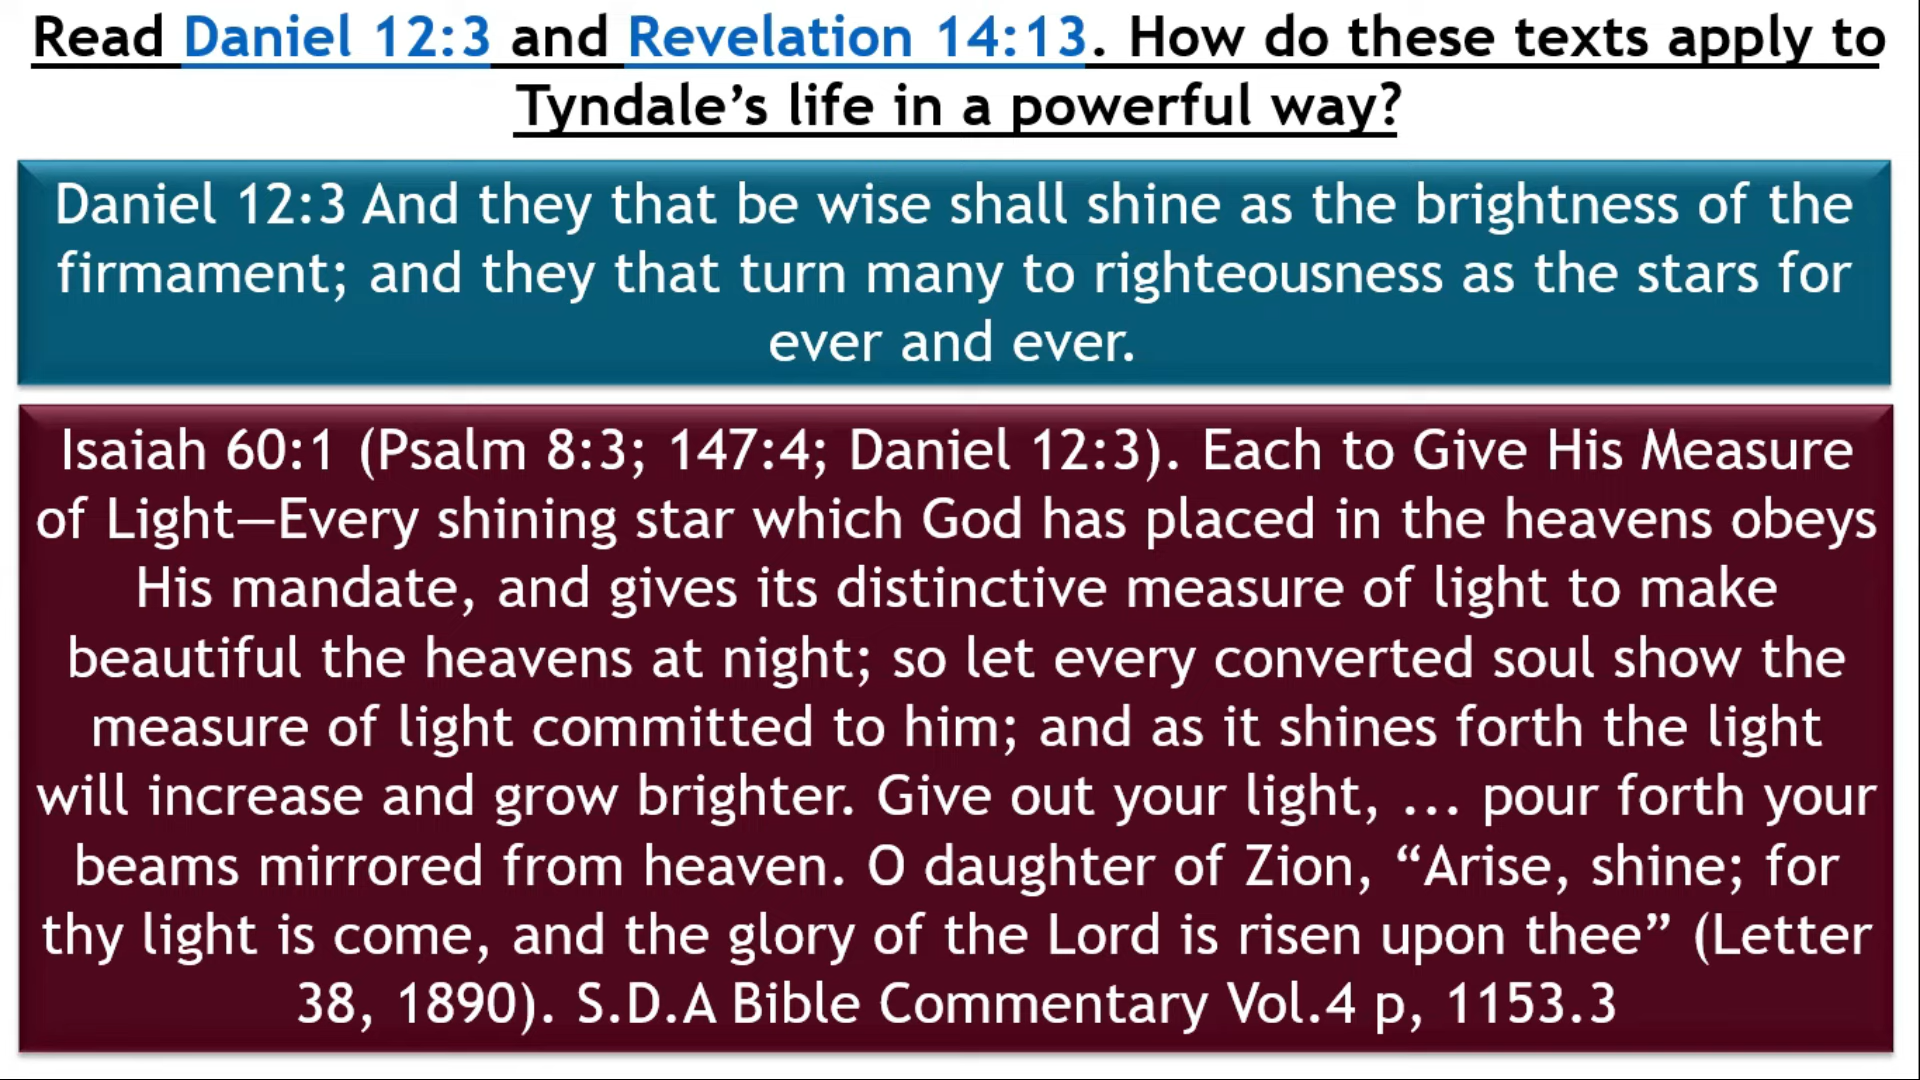 Read Daniel 12:3 and Revelation 14:13. How do these texts apply to
Tyndale’s life in a powerful way?
Daniel 12:3 And they that be wise shall shine as the brightness of the
firmament; and they that turn many to righteousness as the stars for
ever and ever.
Isaiah 60:1 (Psalm 8:3; 147:4; Daniel 12:3). Each to Give His Measure
of Light—Every shining star which God has placed in the heavens obeys
His mandate, and gives its distinctive measure of light to make
beautiful the heavens at night; so let every converted soul show the
measure of light committed to him; and as it shines forth the light
will increase and grow brighter. Give out your light, ... pour forth your
beams mirrored from heaven. O daughter of Zion, “Arise, shine; for
thy light is come, and the glory of the Lord is risen upon thee” (Letter
38, 1890). S.D.A Bible Commentary Vol.4 p, 1153.3